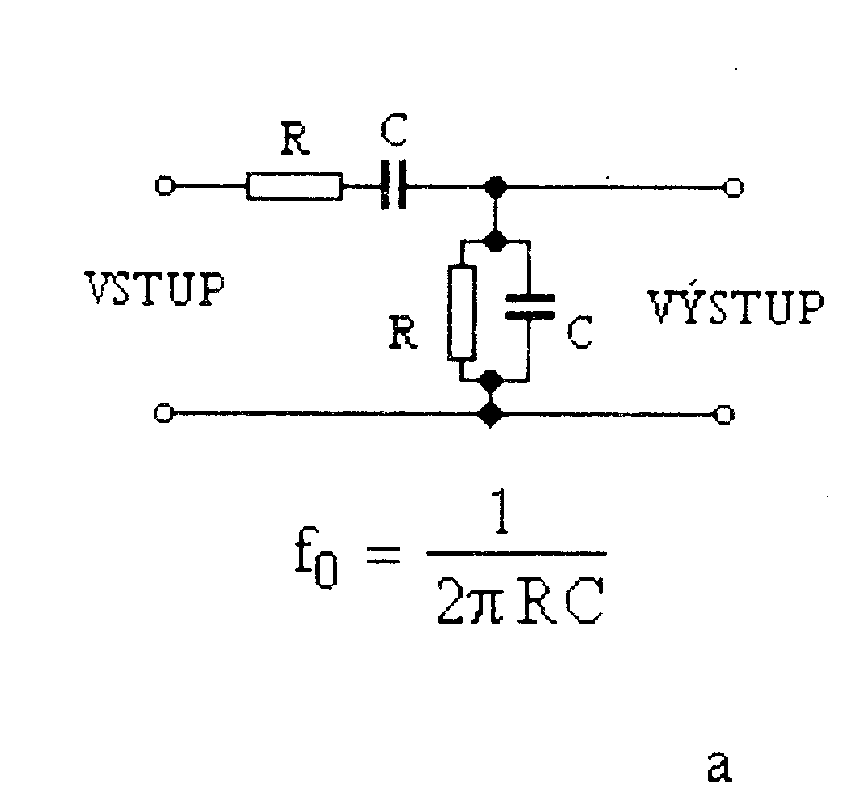 R C
VSTUP
R C
VÝSTUP
f₀ = 1 / 2π RC
a